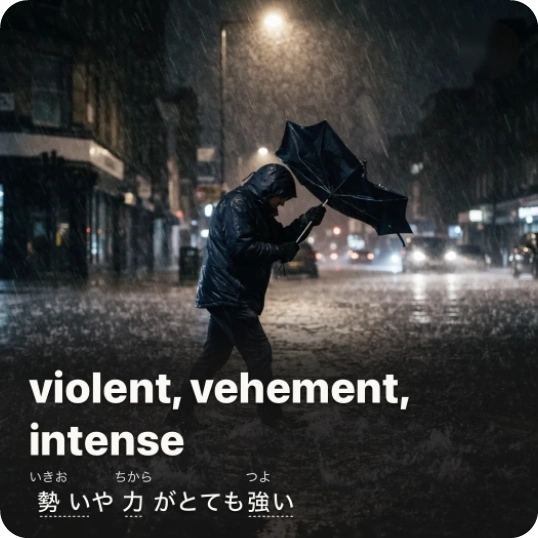 violent, vehement,
intense
いきお ちから つよ
勢いや力がとても強い